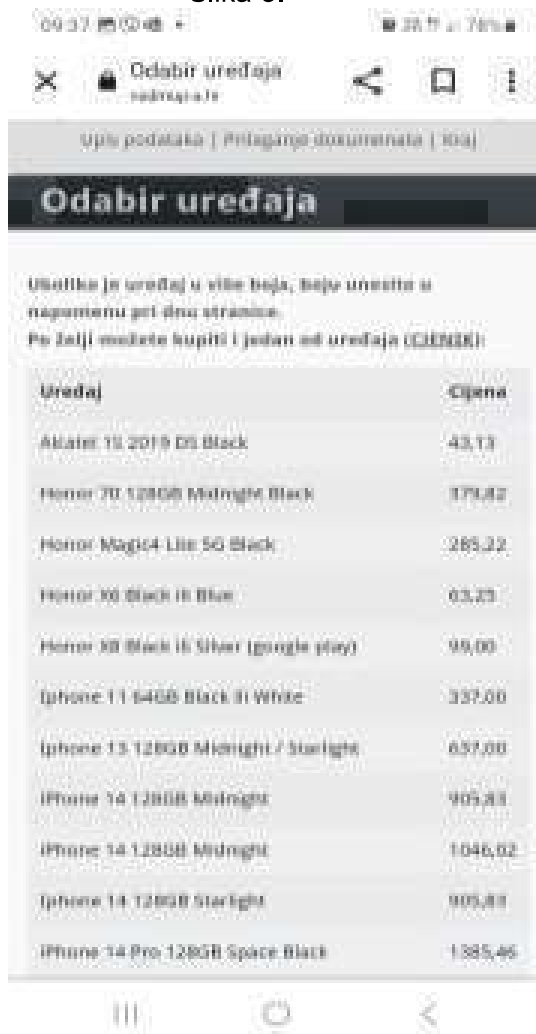 09:37
78%
Odabir uređaja
Upis podataka | Prilaganje dokumenata | Kraj
Odabir uređaja
Ukoliko je uređaj u više boja, boju unesite u
napomenu pri dnu stranice.
Po želji možete kupiti i jedan od uređaja (CJENIK):
Uređaj Cijena
Alcatel 1S 2019 DS Black 43,13
Honor 70 128GB Midnight Black 379,82
Honor Magic4 Lite 5G Black 285,22
Honor X6 Black ili Blue 63,25
Honor X8 Black ili Silver (google play) 99,00
Iphone 11 64GB Black ili White 337,00
Iphone 13 128GB Midnight / Starlight 637,00
iPhone 14 128GB Midnight 905,83
iPhone 14 128GB Midnight 1046,02
Iphone 14 128GB Starlight 905,83
iPhone 14 Pro 128GB Space Black 1385,46